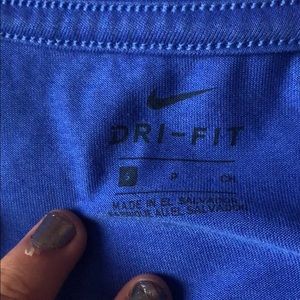 DRI-FIT
S P CH
MADE IN EL SALVADOR
FABRIQUE AU EL SALVADOR